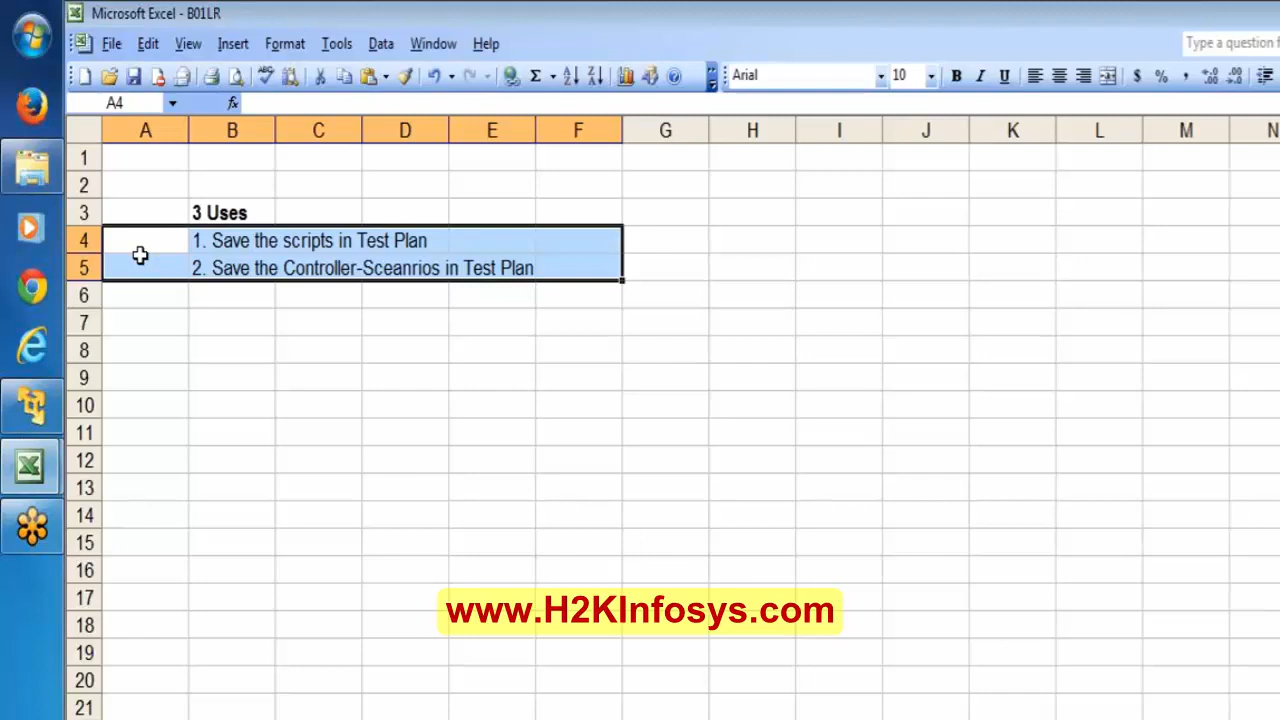 Microsoft Excel - B01LR
File Edit View Insert Format Tools Data Window Help
Type a question f
Arial 10 B I U $ % ,
A4 fx
A B C D E F G H I J K L M N
1
2
3 3 Uses
4 1. Save the scripts in Test Plan
5 2. Save the Controller-Sceanrios in Test Plan
6
7
8
9
10
11
12
13
14
15
16
17
www.H2KInfosys.com
18
19
20
21